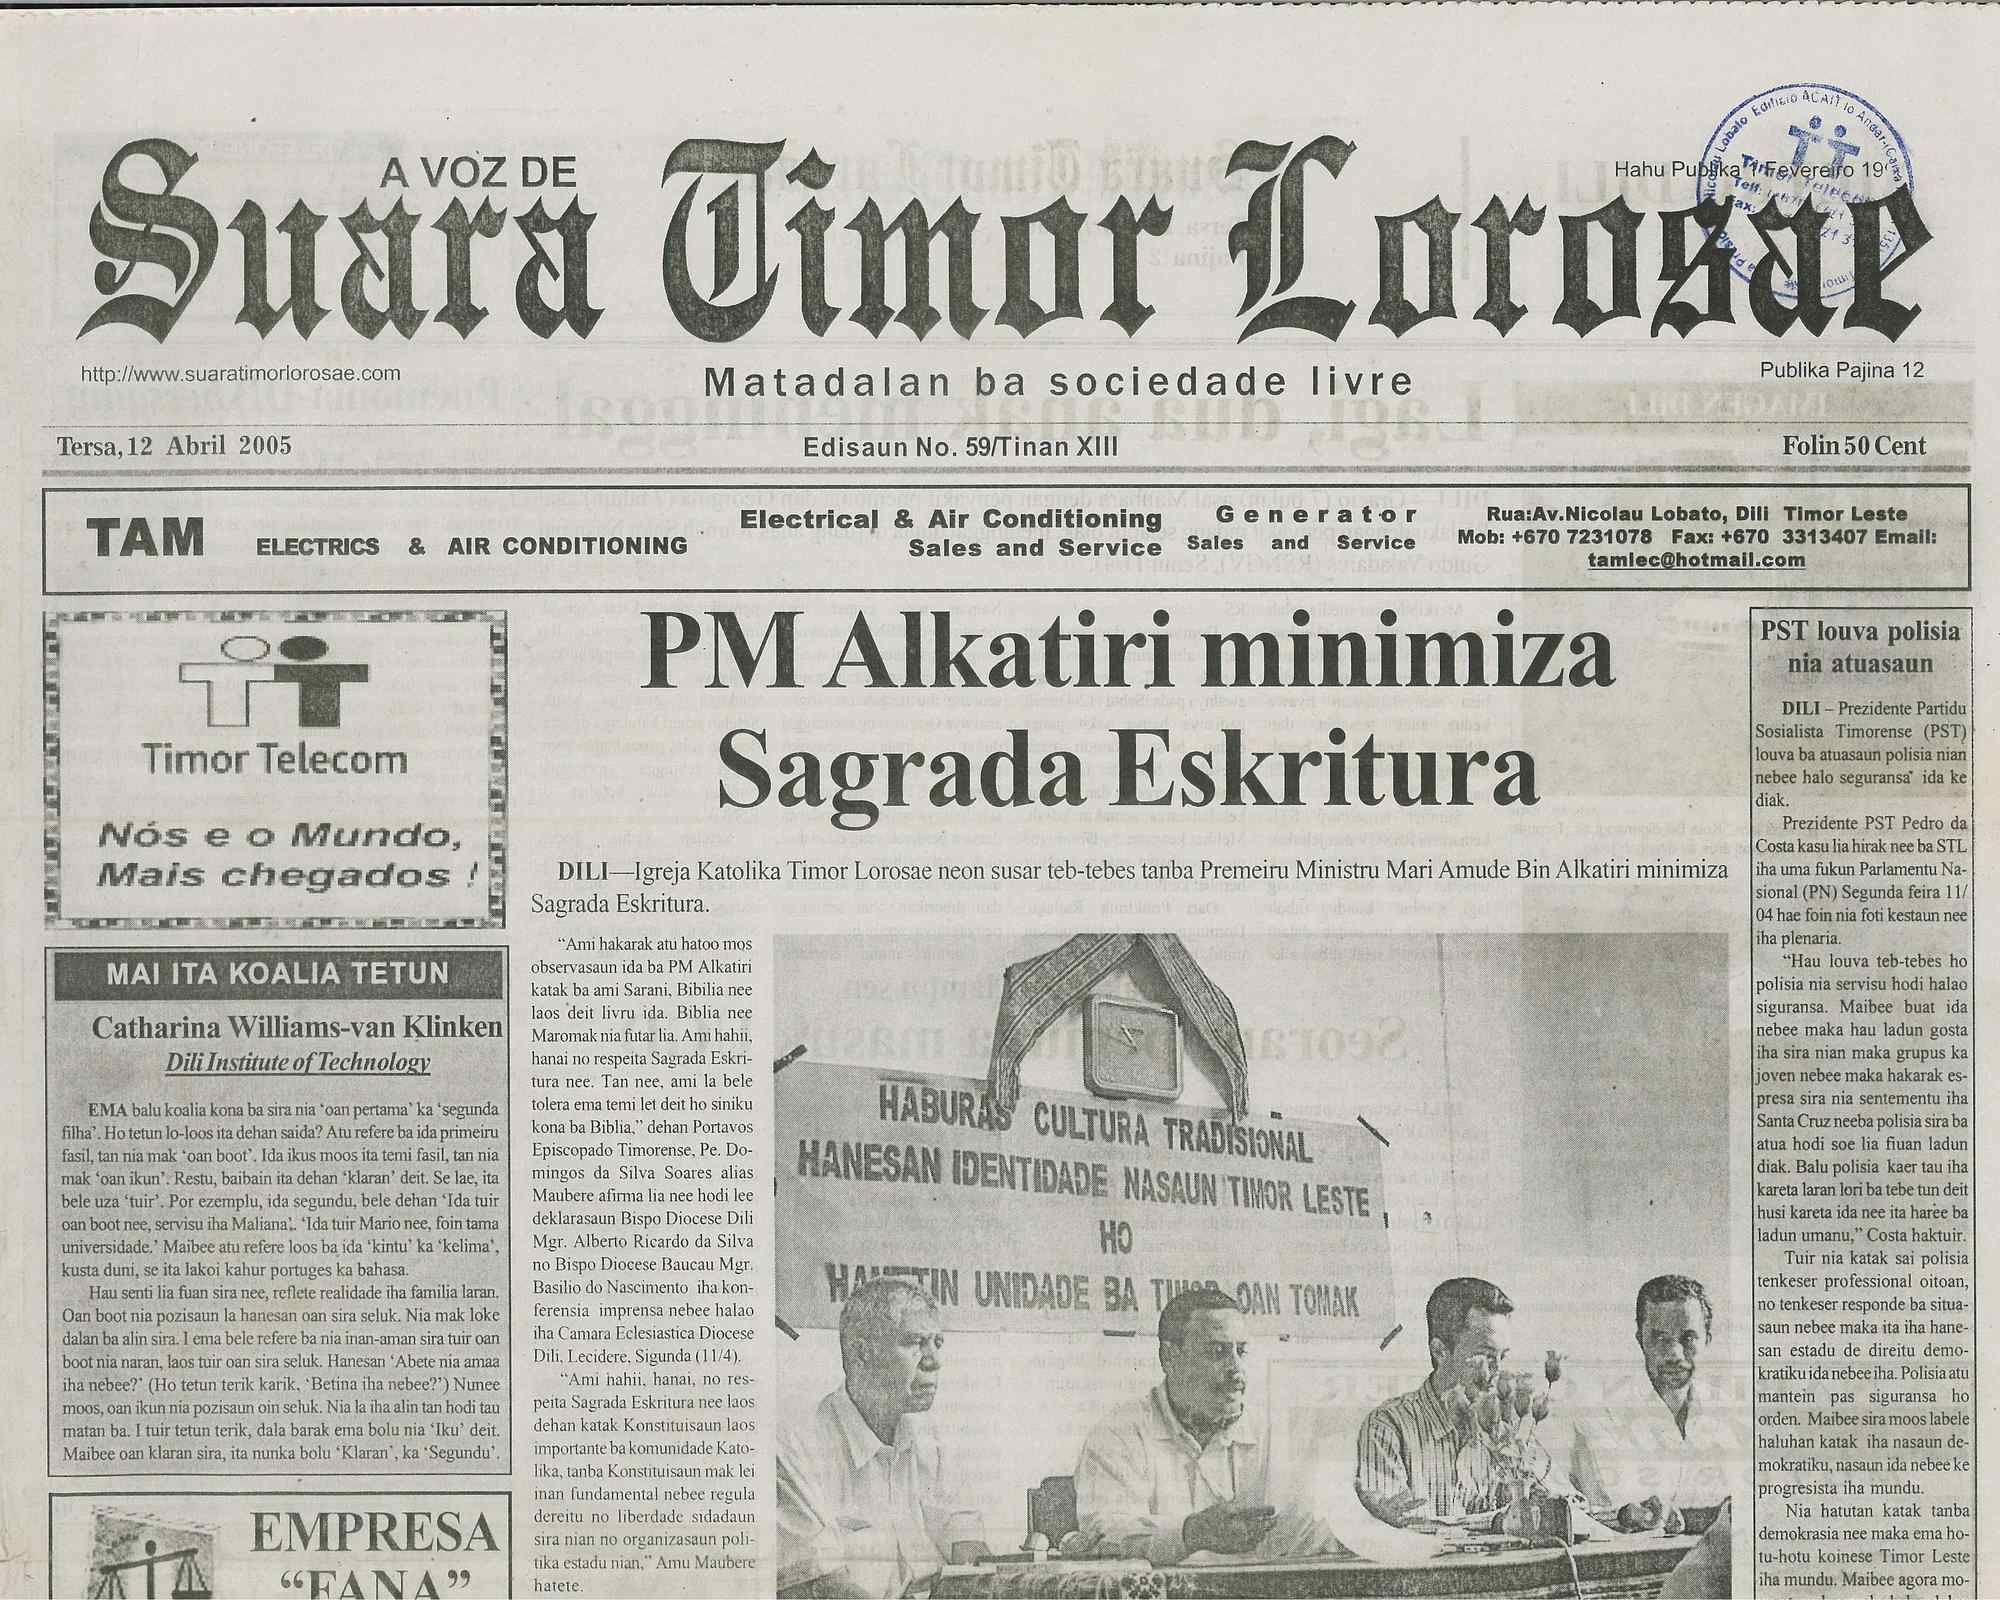 A VOZ DE
Suara Timor Lorosae
Hahu Publika 1 Fevereiro 19
http://www.suaratimorlorosae.com
Matadalan ba sociedade livre
Publika Pajina 12
Tersa, 12 Abril 2005
Edisaun No. 59/Tinan XIII
Folin 50 Cent
TAM ELECTRICS & AIR CONDITIONING
Electrical & Air Conditioning
Sales and Service
Generator
Sales and Service
Rua:Av.Nicolau Lobato, Dili Timor Leste
Mob: +670 7231078 Fax: +670 3313407 Email:
tamlec@hotmail.com
Timor Telecom
Nós e o Mundo,
Mais chegados !
MAI ITA KOALIA TETUN
Catharina Williams-van Klinken
Dili Institute of Technology
EMA balu koalia kona ba sira nia ‘oan pertama’ ka ‘segunda
filha’. Ho tetun lo-loos ita dehan saida? Atu refere ba ida primeiru
fasil, tan nia mak ‘oan boot’. Ida ikus moos ita temi fasil, tan nia
mak ‘oan ikun’. Restu, baibain ita dehan ‘klaran’ deit. Se lae, ita
bele uza ‘tuir’. Por ezemplu, ida segundu, bele dehan ‘Ida tuir
oan boot nee, servisu iha Maliana’. ‘Ida tuir Mario nee, foin tama
universidade.’ Maibee atu refere loos ba ida ‘kintu’ ka ‘kelima’,
kusta duni, se ita lakoi kahur portuges ka bahasa.
Hau senti lia fuan sira nee, reflete realidade iha familia laran.
Oan boot nia pozisaun la hanesan oan sira seluk. Nia mak loke
dalan ba alin sira. I ema bele refere ba nia inan-aman sira tuir oan
boot nia naran, laos tuir oan sira seluk. Hanesan ‘Abete nia amaa
iha nebee?’ (Ho tetun terik karik, ‘Betina iha nebee?’) Nunee
moos, oan ikun nia pozisaun oin seluk. Nia la iha alin tan hodi tau
matan ba. I tuir tetun terik, dala barak ema bolu nia ‘Iku’ deit.
Maibee oan klaran sira, ita nunka bolu ‘Klaran’, ka ‘Segundu’.
EMPRESA
“FANA”
PM Alkatiri minimiza
Sagrada Eskritura
DILI—Igreja Katolika Timor Lorosae neon susar teb-tebes tanba Premeiru Ministru Mari Amude Bin Alkatiri minimiza
Sagrada Eskritura.
“Ami hakarak atu hatoo mos
observasaun ida ba PM Alkatiri
katak ba ami Sarani, Bibilia nee
laos deit livru ida. Biblia nee
Maromak nia futar lia. Ami hahii,
hanai no respeita Sagrada Eskri-
tura nee. Tan nee, ami la bele
tolera ema temi let deit ho siniku
kona ba Biblia,” dehan Portavos
Episcopado Timorense, Pe. Do-
mingos da Silva Soares alias
Maubere afirma lia nee hodi lee
deklarasaun Bispo Diocese Dili
Mgr. Alberto Ricardo da Silva
no Bispo Diocese Baucau Mgr.
Basilio do Nascimento iha kon-
ferensia imprensa nebee halao
iha Camara Eclesiastica Diocese
Dili, Lecidere, Sigunda (11/4).
“Ami hahii, hanai, no res-
peita Sagrada Eskritura nee laos
dehan katak Konstituisaun laos
importante ba komunidade Kato-
lika, tanba Konstituisaun mak lei
inan fundamental nebee regula
dereitu no liberdade sidadaun
sira nian no organizasaun poli-
tika estadu nian,” Amu Maubere
hatete.
HABURAS CULTURA TRADISIONAL
HANESAN IDENTIDADE NASAUN TIMOR LESTE,
HO
HAMETIN UNIDADE BA TIMOR OAN TOMAK
PST louva polisia
nia atuasaun
DILI – Prezidente Partidu
Sosialista Timorense (PST)
louva ba atuasaun polisia nian
nebee halo seguransa ida ke
diak.
Prezidente PST Pedro da
Costa kasu lia hirak nee ba STL
iha uma fukun Parlamentu Na-
sional (PN) Segunda feira 11/
04 hae foin nia foti kestaun nee
iha plenaria.
“Hau louva teb-tebes ho
polisia nia servisu hodi halao
siguransa. Maibee buat ida
nebee maka hau ladun gosta
iha sira nian maka grupus ka
joven nebee maka hakarak es-
presa sira nia sentementu iha
Santa Cruz neeba polisia sira ba
atua hodi soe lia fiuan ladun
diak. Balu polisia kaer tau iha
kareta laran lori ba tebe tun deit
husi kareta ida nee ita haree ba
ladun umanu,” Costa haktuir.
Tuir nia katak sai polisia
tenkeser professional oitoan,
no tenkeser responde ba situa-
saun nebee maka ita iha hane-
san estadu de direitu demo-
kratiku ida nebee iha. Polisia atu
mantein pas siguransa ho
orden. Maibee sira moos labele
haluhan katak iha nasaun de-
mokratiku, nasaun ida nebee ke
progresista iha mundu.
Nia hatutan katak tanba
demokrasia nee maka ema ho-
tu-hotu koinese Timor Leste
iha mundu. Maibee agora mo-